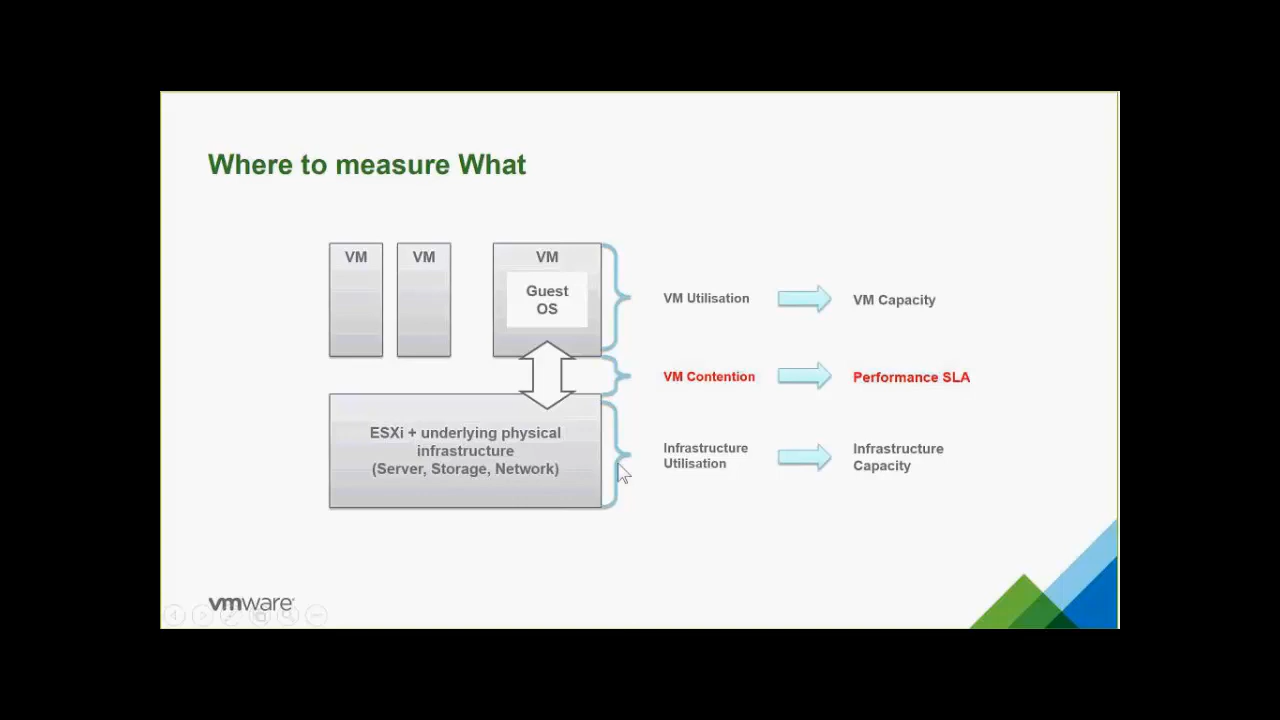 Where to measure What
VM
VM
VM
Guest
OS
VM Utilisation
VM Capacity
VM Contention
Performance SLA
ESXi + underlying physical
infrastructure
(Server, Storage, Network)
Infrastructure
Utilisation
Infrastructure
Capacity
vmware